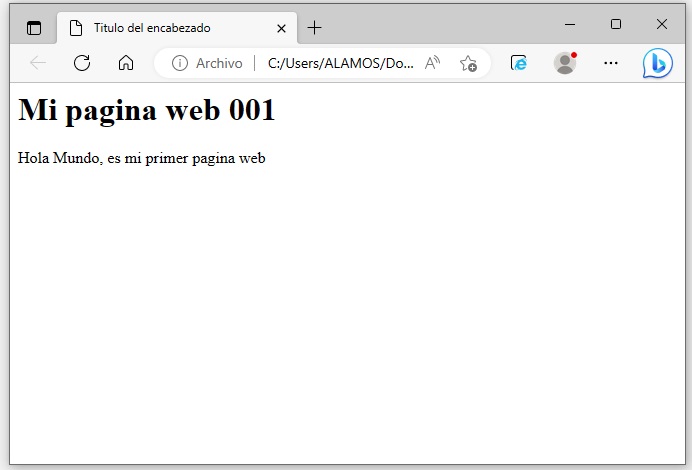 Titulo del encabezado
Archivo C:/Users/ALAMOS/Do...
Mi pagina web 001
Hola Mundo, es mi primer pagina web